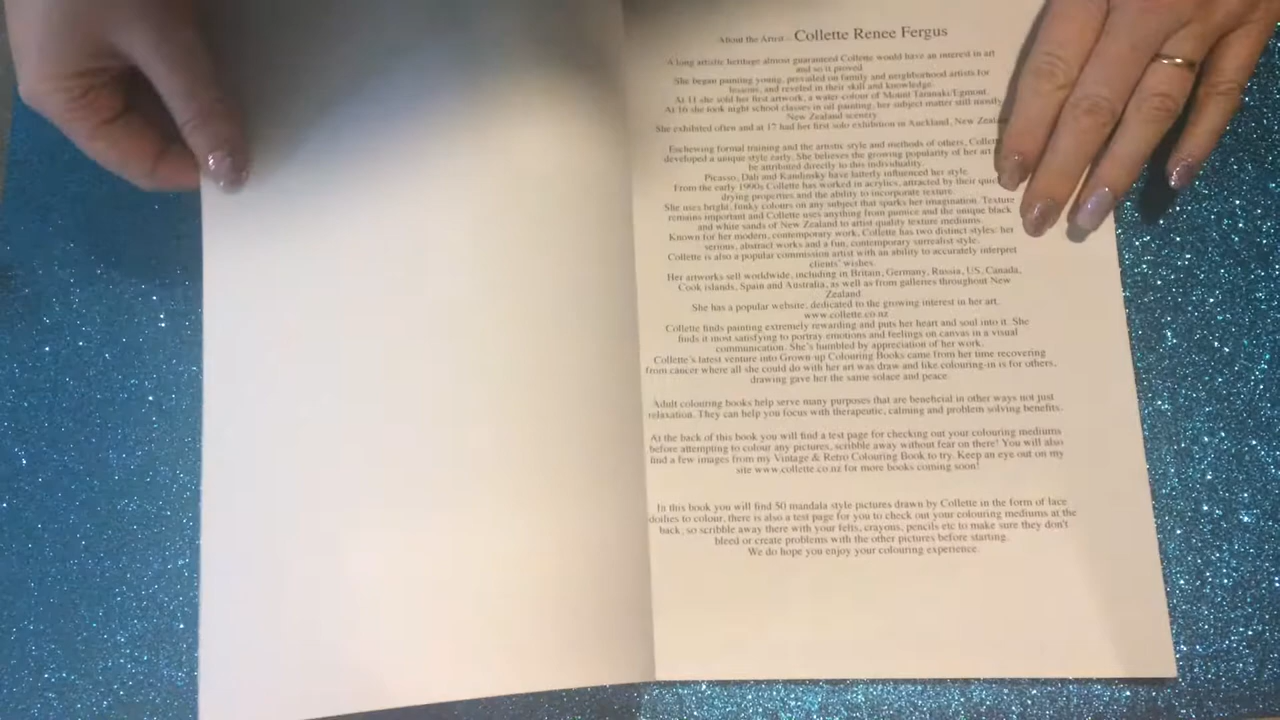 About the Artist - Collette Renee Fergus
A long artistic heritage almost guaranteed Collette would have an interest in art
and so it proved
She began painting young, prevailed on family and neighborhood artists for
lessons, and reveled in their skill and knowledge.
At 11 she sold her first artwork, a water colour of Mount Taranaki/Egmont.
At 16 she took night school classes in oil painting, her subject matter still mostly
New Zealand scenery
She exhibited often and at 17 had her first solo exhibition in Auckland, New
Eschewing formal training and the artistic style and methods of others,
developed a unique style early. She believes the growing popularity of her art
be attributed directly to this individuality.
Picasso, Dali and Kandinsky have latterly influenced her style.
From the early 1990s Collette has worked in acrylics, attracted by their
drying properties and the ability to incorporate texture.
She uses bright, funky colours on any subject that sparks her imagination. Texture
remains important and Collette uses anything from pumice and the unique black
and white sands of New Zealand to artist quality texture mediums.
Known for her modern, contemporary work, Collette has two distinct styles: her
serious, abstract works and a fun, contemporary surrealist style.
Collette is also a popular commission artist with an ability to accurately interpret
clients' wishes.
Her artworks sell worldwide, including in Britain, Germany, Russia, US, Canada,
Cook islands, Spain and Australia, as well as from galleries throughout New
Zealand
She has a popular website, dedicated to the growing interest in her art.
www.collette.co.nz
Collette finds painting extremely rewarding and puts her heart and soul into it. She
finds it most satisfying to portray emotions and feelings on canvas in a visual
communication. She's humbled by appreciation of her work.
Collette's latest venture into Grown-up Colouring Books came from her time recovering
from cancer where all she could do with her art was draw and like colouring-in is for others,
drawing gave her the same solace and peace.
Adult colouring books help serve many purposes that are beneficial in other ways not just
relaxation. They can help you focus with therapeutic, calming and problem solving benefits.
At the back of this book you will find a test page for checking out your colouring mediums
before attempting to colour any pictures, scribble away without fear on there! You will also
find a few images from my Vintage & Retro Colouring Book to try. Keep an eye out on my
site www.collette.co.nz for more books coming soon!
In this book you will find 50 mandala style pictures drawn by Collette in the form of lace
doilies to colour, there is also a test page for you to check out your colouring mediums at the
back, so scribble away there with your felts, crayons, pencils etc to make sure they don't
bleed or create problems with the other pictures before starting.
We do hope you enjoy your colouring experience.